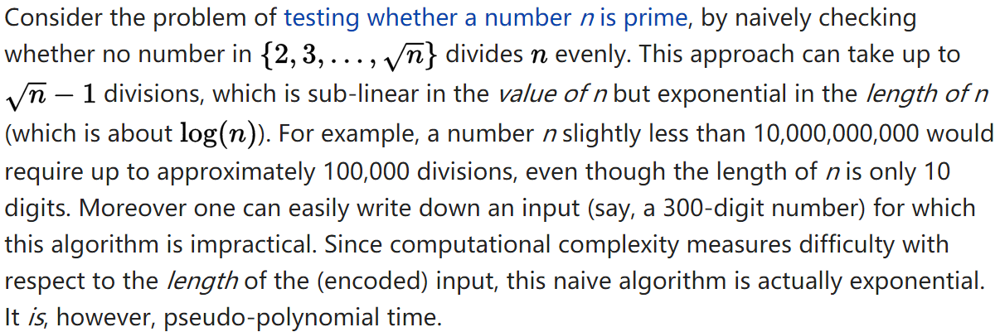 Consider the problem of testing whether a number n is prime, by naively checking
whether no number in {2, 3, . . . , √n} divides n evenly. This approach can take up to
√n − 1 divisions, which is sub-linear in the value of n but exponential in the length of n
(which is about log(n)). For example, a number n slightly less than 10,000,000,000 would
require up to approximately 100,000 divisions, even though the length of n is only 10
digits. Moreover one can easily write down an input (say, a 300-digit number) for which
this algorithm is impractical. Since computational complexity measures difficulty with
respect to the length of the (encoded) input, this naive algorithm is actually exponential.
It is, however, pseudo-polynomial time.